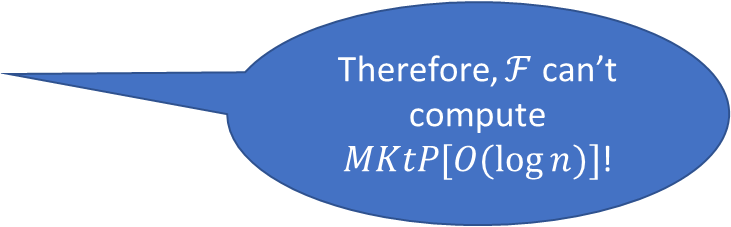 Therefore, ℱ can’t
compute
𝑀𝐾𝑡𝑃[𝑂(log 𝑛)]!